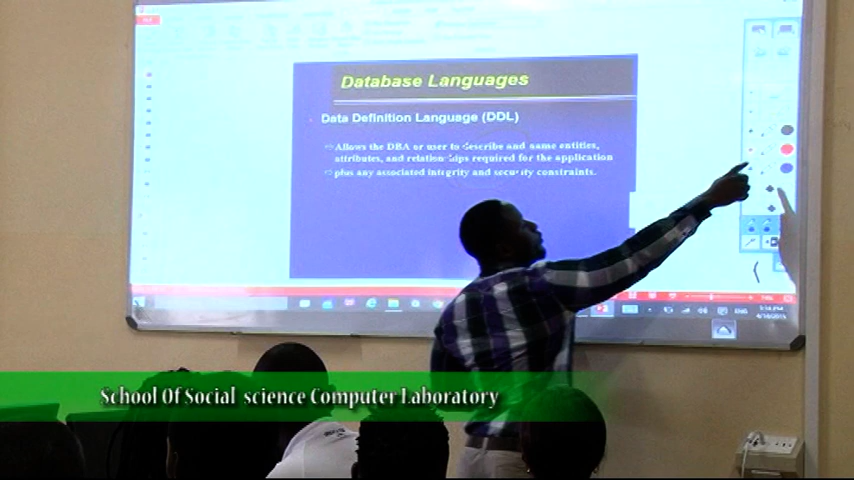 Database Languages
Data Definition Language (DDL)
Allows the DBA or user to describe and name entities,
attributes, and relationships required for the application
plus any associated integrity and security constraints.
ENG
School Of Social science Computer Laboratory